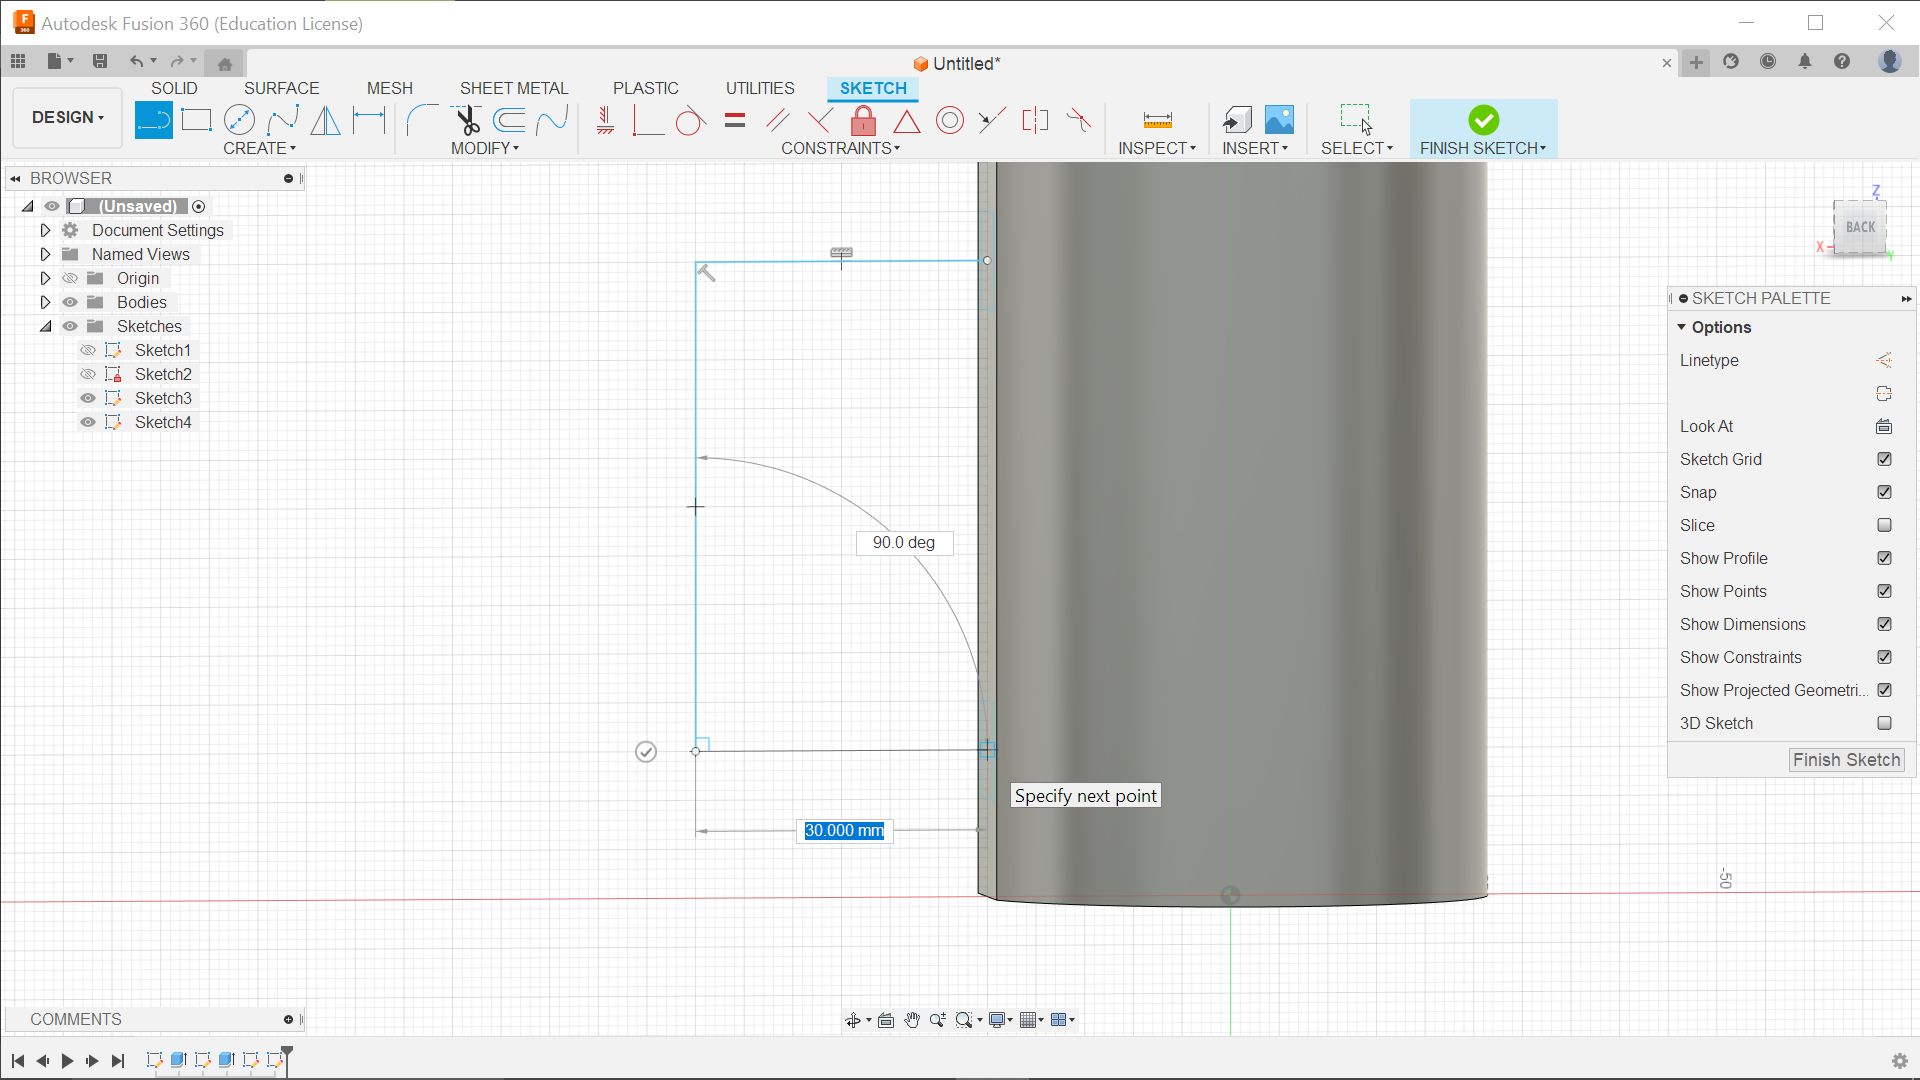 Autodesk Fusion 360 (Education License)
Untitled*
SOLID SURFACE MESH SHEET METAL PLASTIC UTILITIES SKETCH
DESIGN
CREATE MODIFY CONSTRAINTS INSPECT INSERT SELECT FINISH SKETCH
BROWSER
(Unsaved)
Document Settings
Named Views
Origin
Bodies
Sketches
Sketch1
Sketch2
Sketch3
Sketch4
90.0 deg
Specify next point
30.000 mm
-50
Z
BACK
X
Y
SKETCH PALETTE
Options
Linetype
Look At
Sketch Grid
Snap
Slice
Show Profile
Show Points
Show Dimensions
Show Constraints
Show Projected Geometri...
3D Sketch
Finish Sketch
COMMENTS